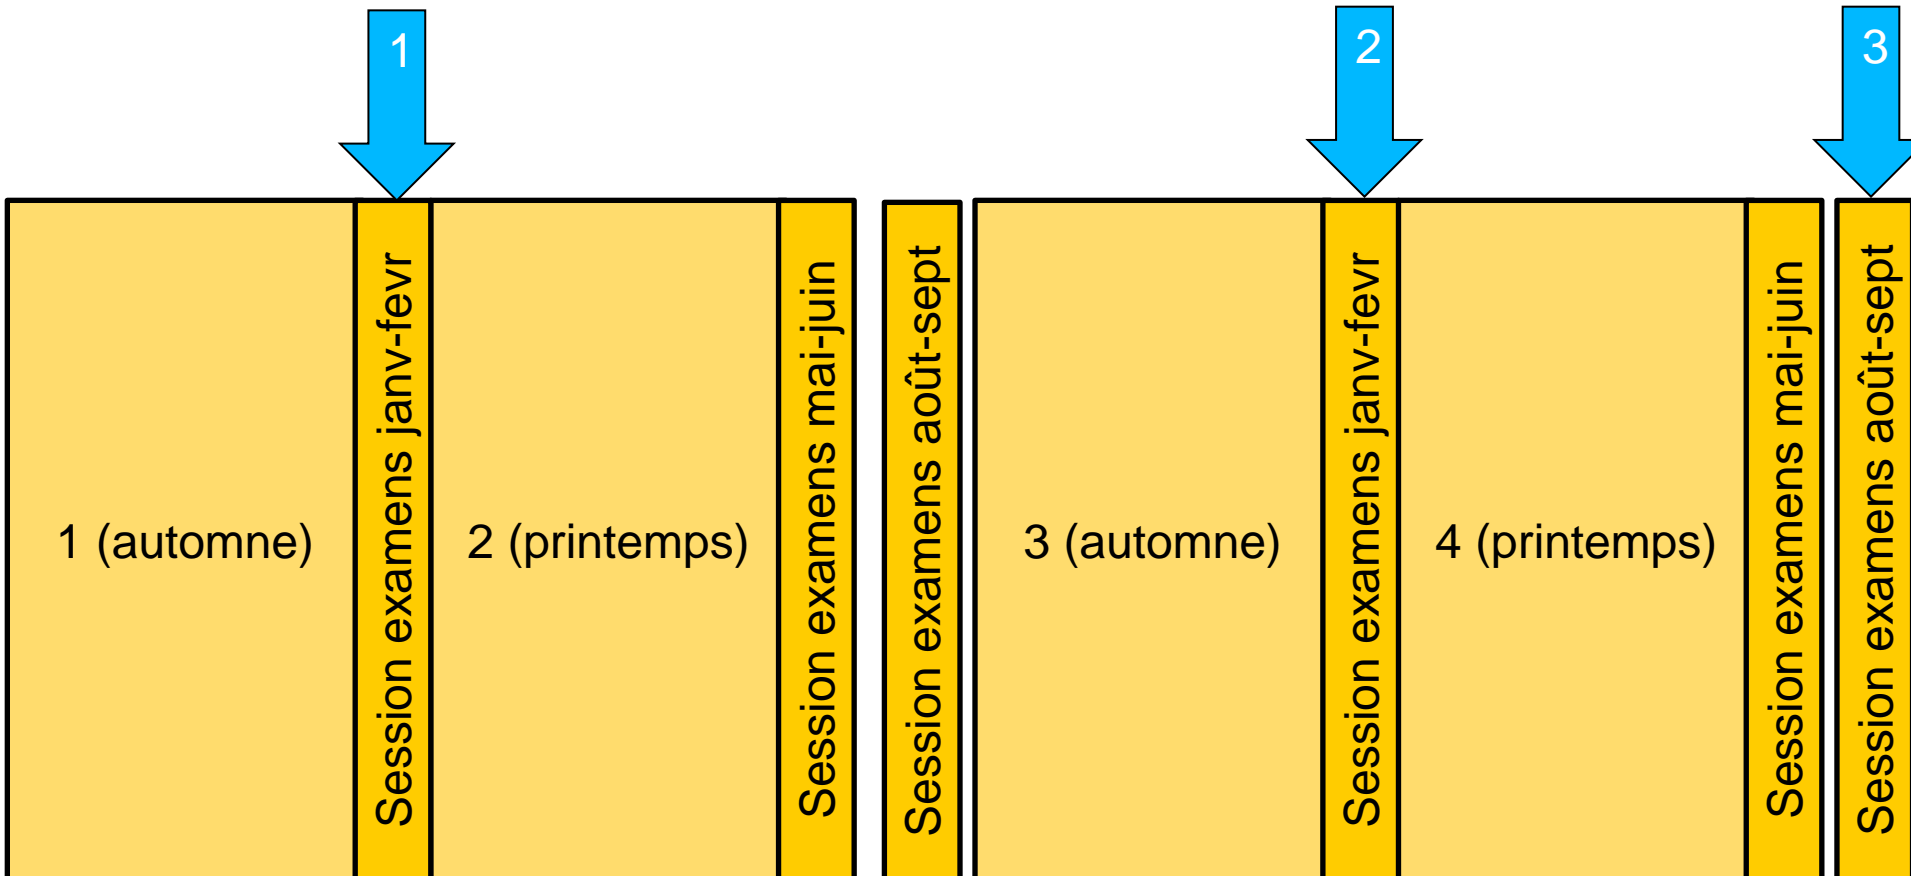 1
2
3
1 (automne)
Session examens janv-fevr
2 (printemps)
Session examens mai-juin
Session examens août-sept
3 (automne)
Session examens janv-fevr
4 (printemps)
Session examens mai-juin
Session examens août-sept